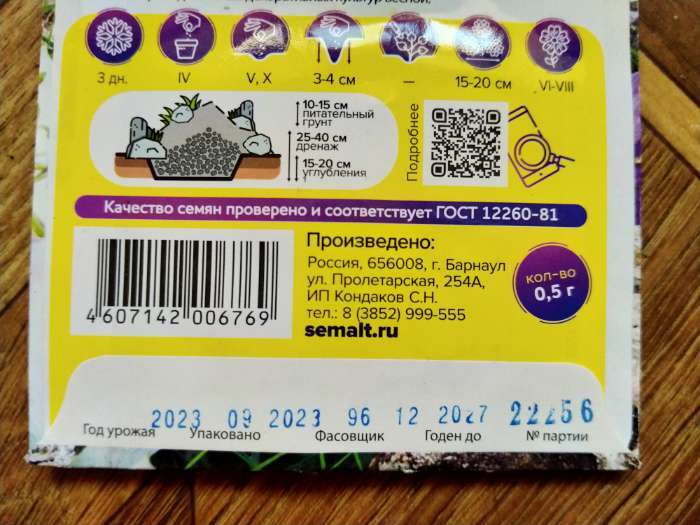 декоративных культур весной.
3 дн. IV V, X 3-4 см — 15-20 см VI-VIII
10-15 см
питательный
грунт
25-40 см
дренаж
15-20 см
углубления
Подробнее
Качество семян проверено и соответствует ГОСТ 12260-81
4 607142 006769
Произведено:
Россия, 656008, г. Барнаул
ул. Пролетарская, 254А,
ИП Кондаков С.Н.
тел.: 8 (3852) 999-555
semalt.ru
кол-во
0,5 г
2023 09 2023 96 12 2027 22256
Год урожая Упаковано Фасовщик Годен до № партии